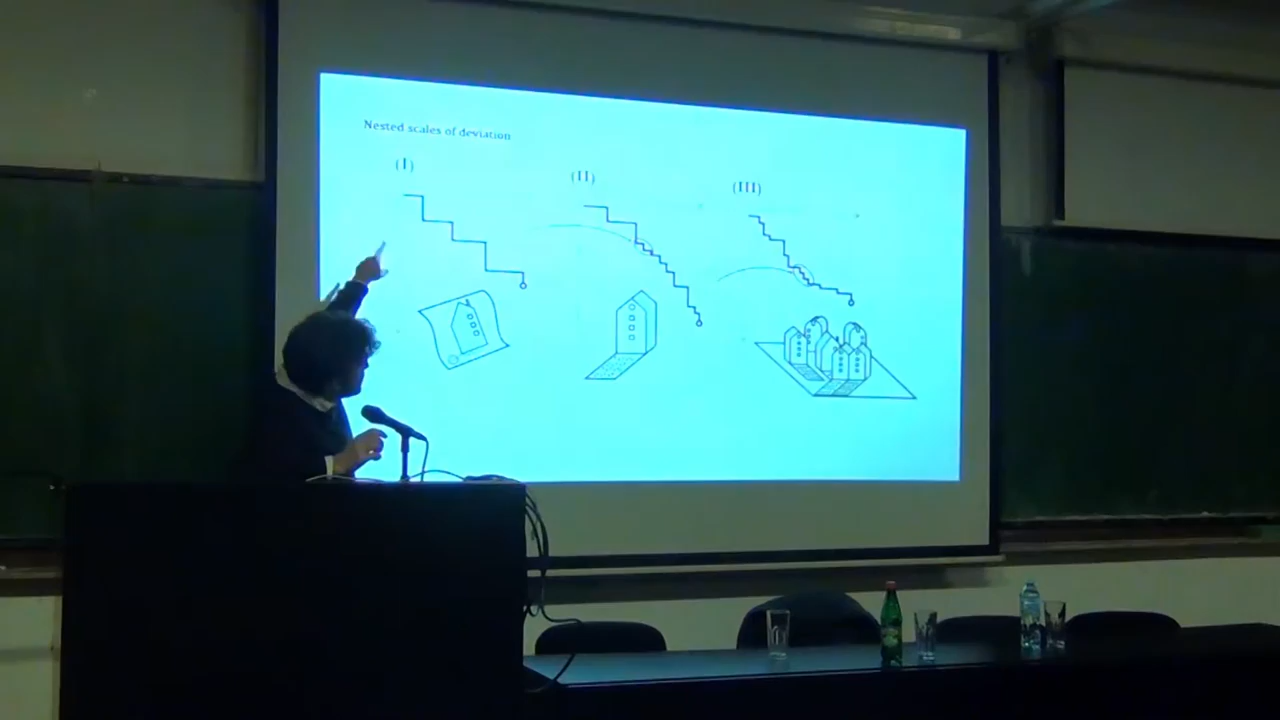 Nested scales of deviation
(I)
(II)
(III)